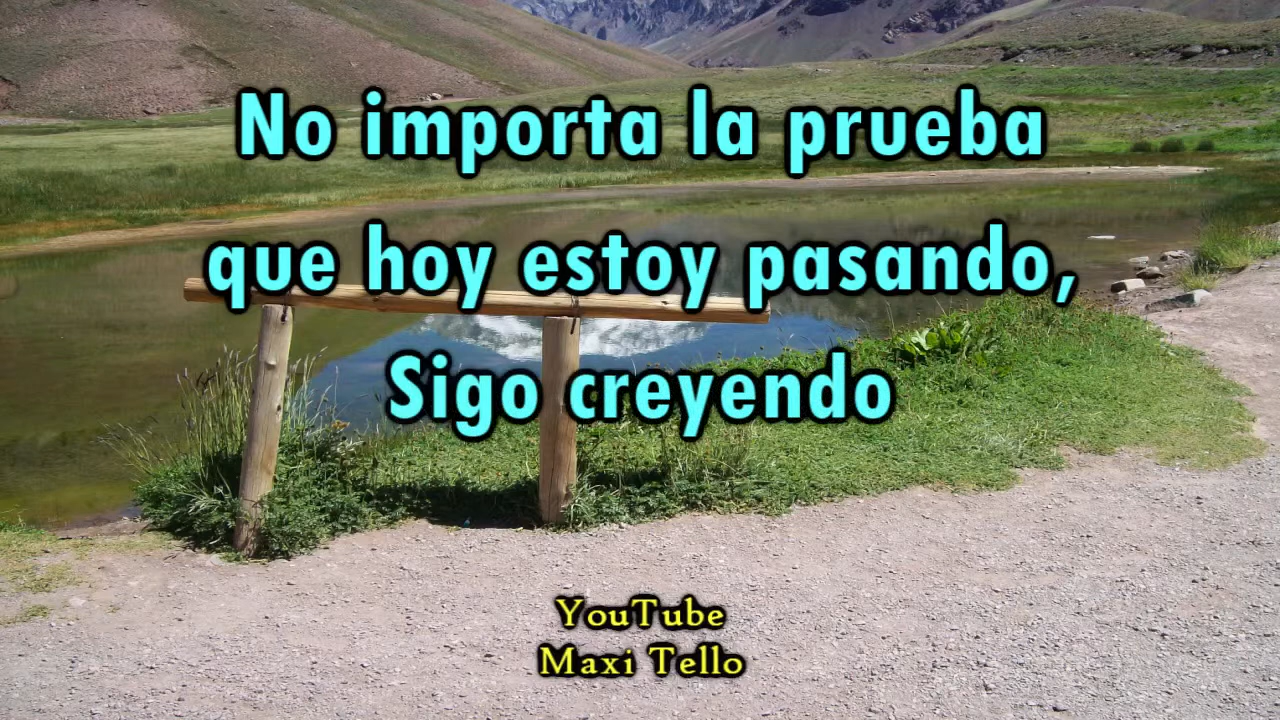 No importa la prueba
que hoy estoy pasando,
Sigo creyendo
YouTube
Maxi Tello